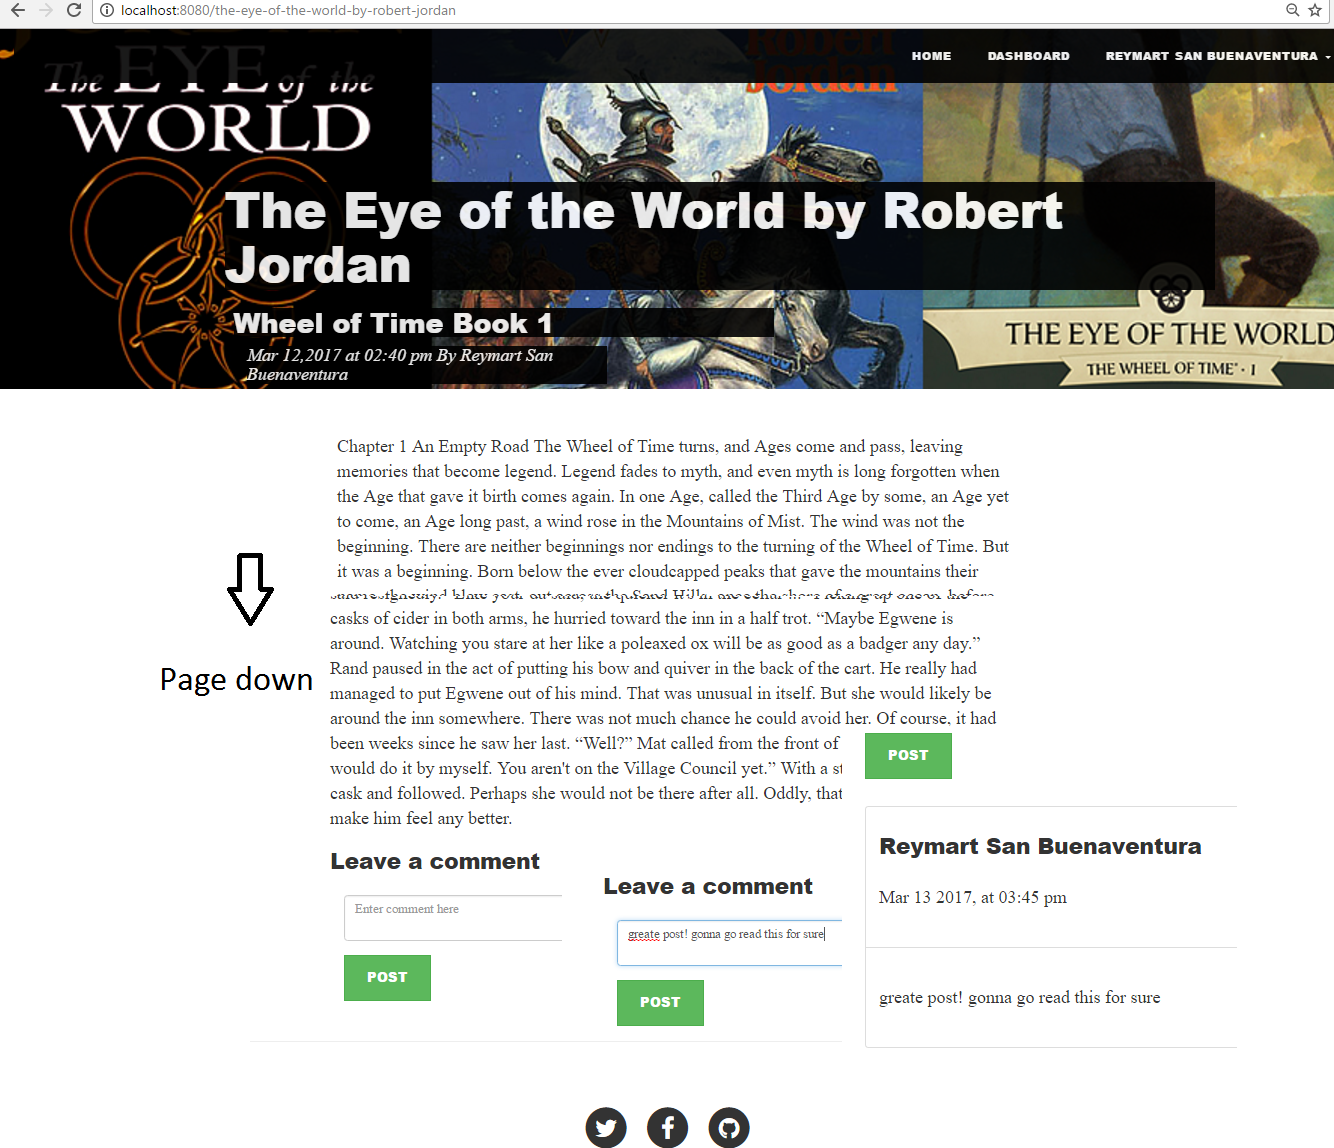 localhost:8080/the-eye-of-the-world-by-robert-jordan
HOME DASHBOARD REYMART SAN BUENAVENTURA
The EYE of the
WORLD
Robert
Jordan
The Eye of the World by Robert
Jordan
Wheel of Time Book 1
Mar 12,2017 at 02:40 pm By Reymart San
Buenaventura
THE EYE OF THE WORLD
THE WHEEL OF TIME · I
Chapter 1 An Empty Road The Wheel of Time turns, and Ages come and pass, leaving
memories that become legend. Legend fades to myth, and even myth is long forgotten when
the Age that gave it birth comes again. In one Age, called the Third Age by some, an Age yet
to come, an Age long past, a wind rose in the Mountains of Mist. The wind was not the
beginning. There are neither beginnings nor endings to the turning of the Wheel of Time. But
it was a beginning. Born below the ever cloudcapped peaks that gave the mountains their
casks of cider in both arms, he hurried toward the inn in a half trot. “Maybe Egwene is
around. Watching you stare at her like a poleaxed ox will be as good as a badger any day.”
Rand paused in the act of putting his bow and quiver in the back of the cart. He really had
managed to put Egwene out of his mind. That was unusual in itself. But she would likely be
around the inn somewhere. There was not much chance he could avoid her. Of course, it had
been weeks since he saw her last. “Well?” Mat called from the front of
would do it by myself. You aren't on the Village Council yet.” With a st
cask and followed. Perhaps she would not be there after all. Oddly, that
make him feel any better.
Page down
Leave a comment
Enter comment here
POST
Leave a comment
greate post! gonna go read this for sure
POST
POST
Reymart San Buenaventura
Mar 13 2017, at 03:45 pm
greate post! gonna go read this for sure